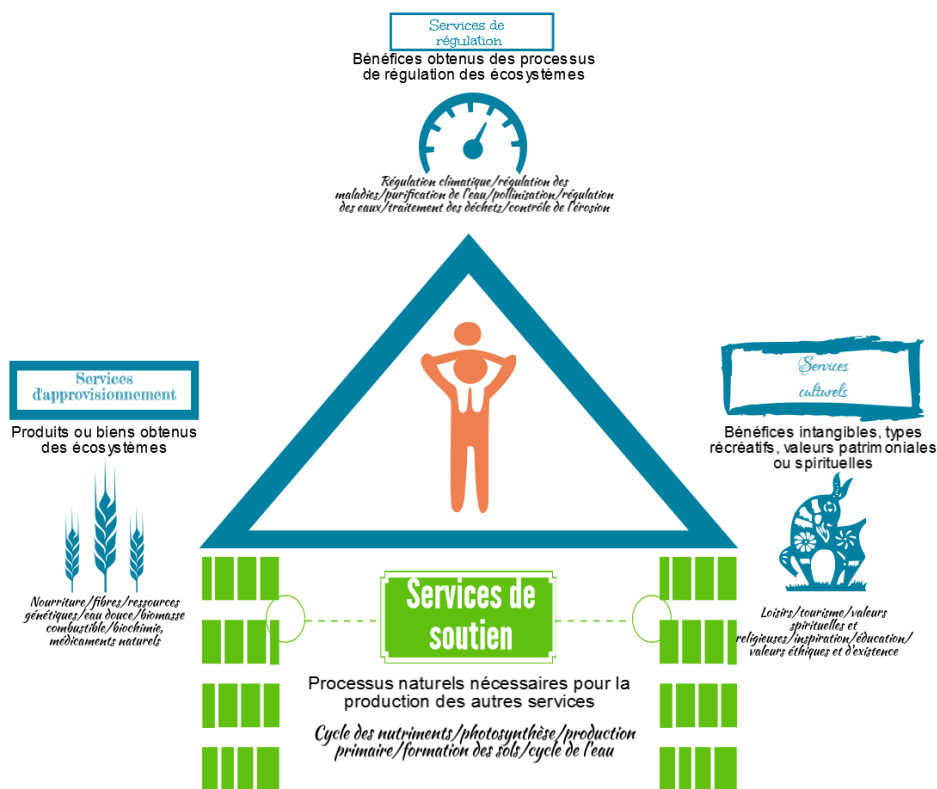 Services de
régulation
Bénéfices obtenus des processus
de régulation des écosystèmes
Régulation climatique/régulation des
maladies/purification de l'eau/pollinisation/régulation
des eaux/traitement des déchets/contrôle de l'érosion
Services
d'approvisionnement
Produits ou biens obtenus
des écosystèmes
Nourriture/fibres/ressources
génétiques/eau douce/biomasse
combustible/biochimie,
médicaments naturels
Services
culturels
Bénéfices intangibles, types
récréatifs, valeurs patrimoniales
ou spirituelles
Loisirs/tourisme/valeurs
spirituelles et
religieuses/inspiration/éducation/
valeurs éthiques et d'existence
Services de
soutien
Processus naturels nécessaires pour la
production des autres services
Cycle des nutriments/photosynthèse/production
primaire/formation des sols/cycle de l'eau